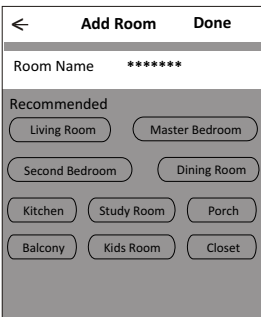 Add Room Done
Room Name *******
Recommended
Living Room Master Bedroom
Second Bedroom Dining Room
Kitchen Study Room Porch
Balcony Kids Room Closet